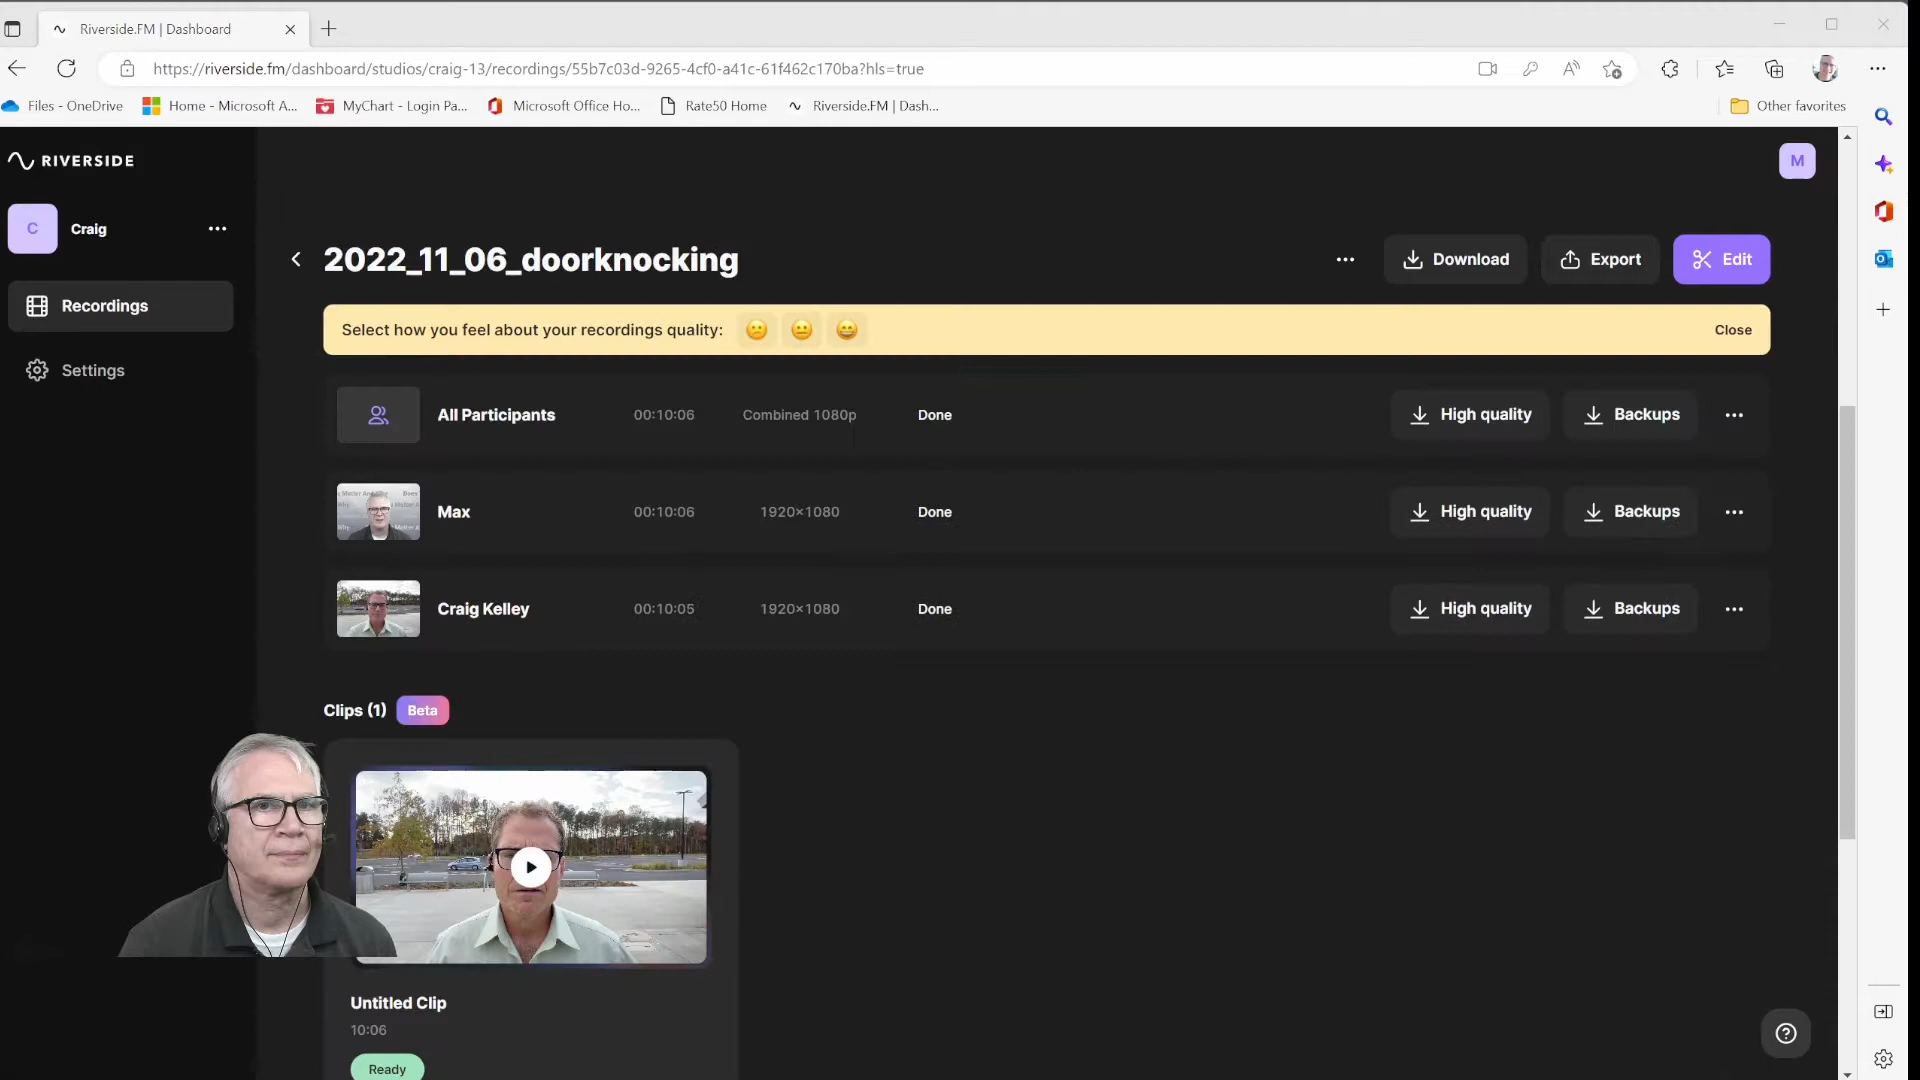 Riverside.FM | Dashboard
https://riverside.fm/dashboard/studios/craig-13/recordings/55b7c03d-9265-4cf0-a41c-61f462c170ba?hls=true
Files - OneDrive
Home - Microsoft A...
MyChart - Login Pa...
Microsoft Office Ho...
Rate50 Home
Riverside.FM | Dash...
Other favorites
RIVERSIDE
M
C
Craig
2022_11_06_doorknocking
Download
Export
Edit
Recordings
Select how you feel about your recordings quality:
Close
Settings
All Participants
00:10:06
Combined 1080p
Done
High quality
Backups
Max
00:10:06
1920×1080
Done
High quality
Backups
Craig Kelley
00:10:05
1920×1080
Done
High quality
Backups
Clips (1)
Beta
Untitled Clip
10:06
Ready